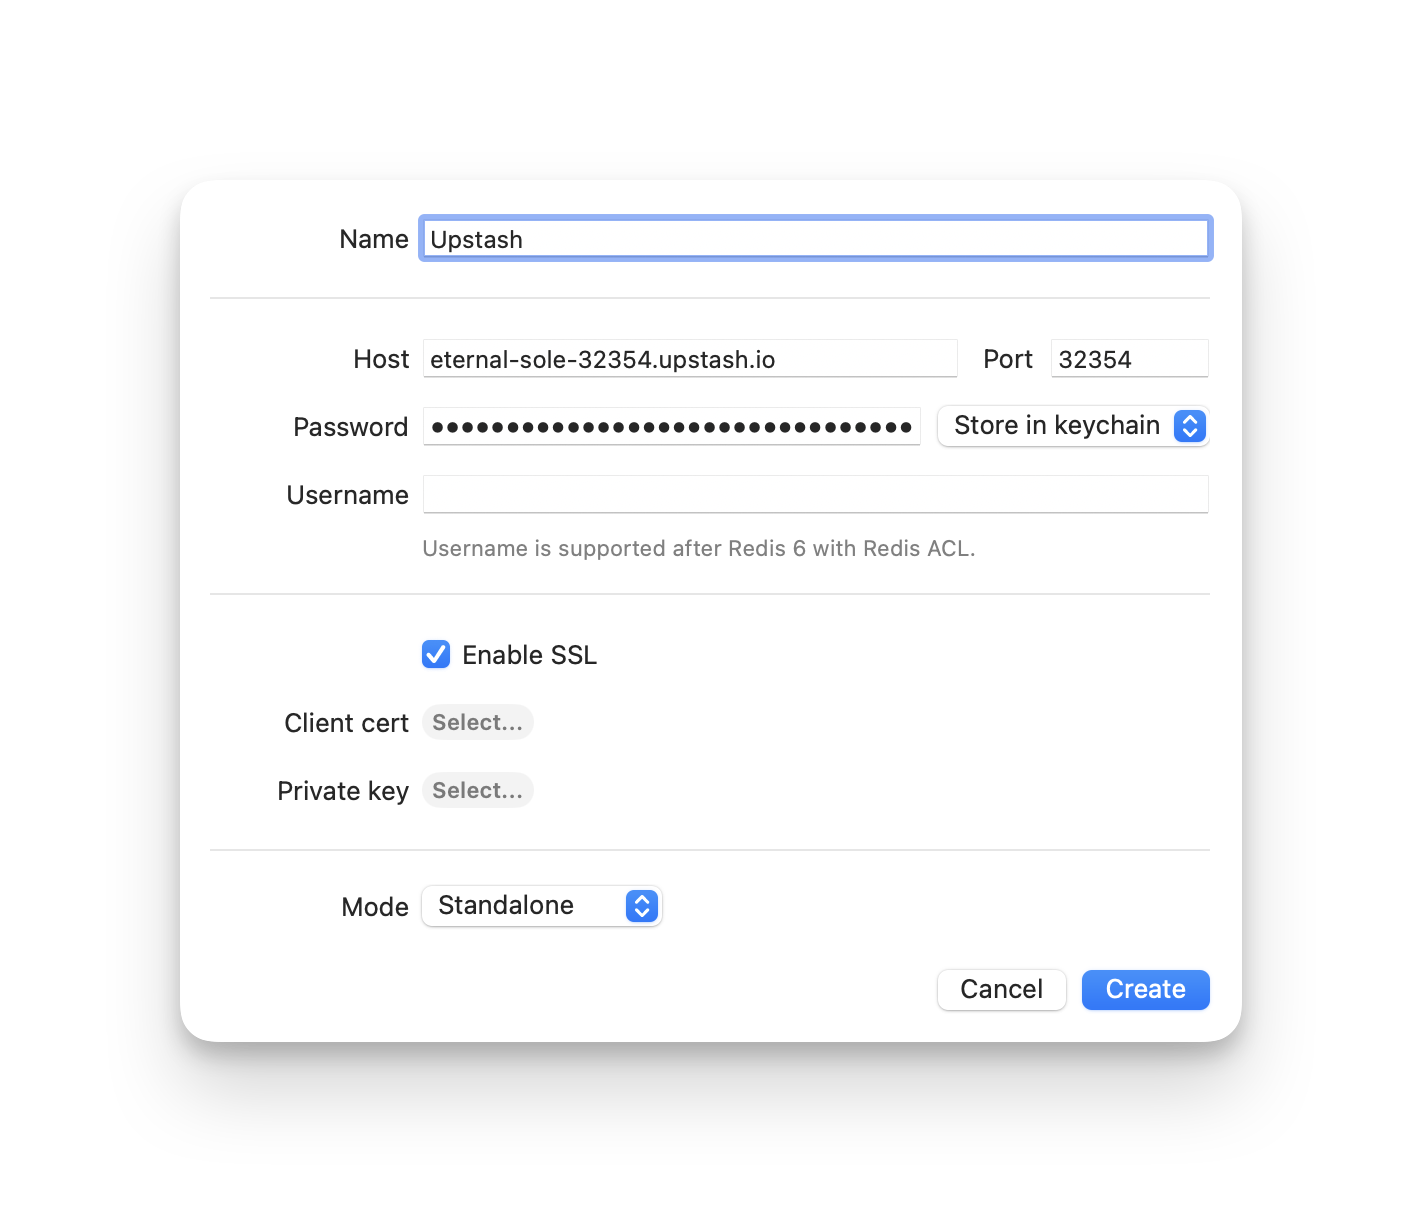 Name Upstash
Host eternal-sole-32354.upstash.io Port 32354
Password ●●●●●●●●●●●●●●●●●●●●●●●●●●●●●●●● Store in keychain
Username
Username is supported after Redis 6 with Redis ACL.
Enable SSL
Client cert Select...
Private key Select...
Mode Standalone
Cancel Create